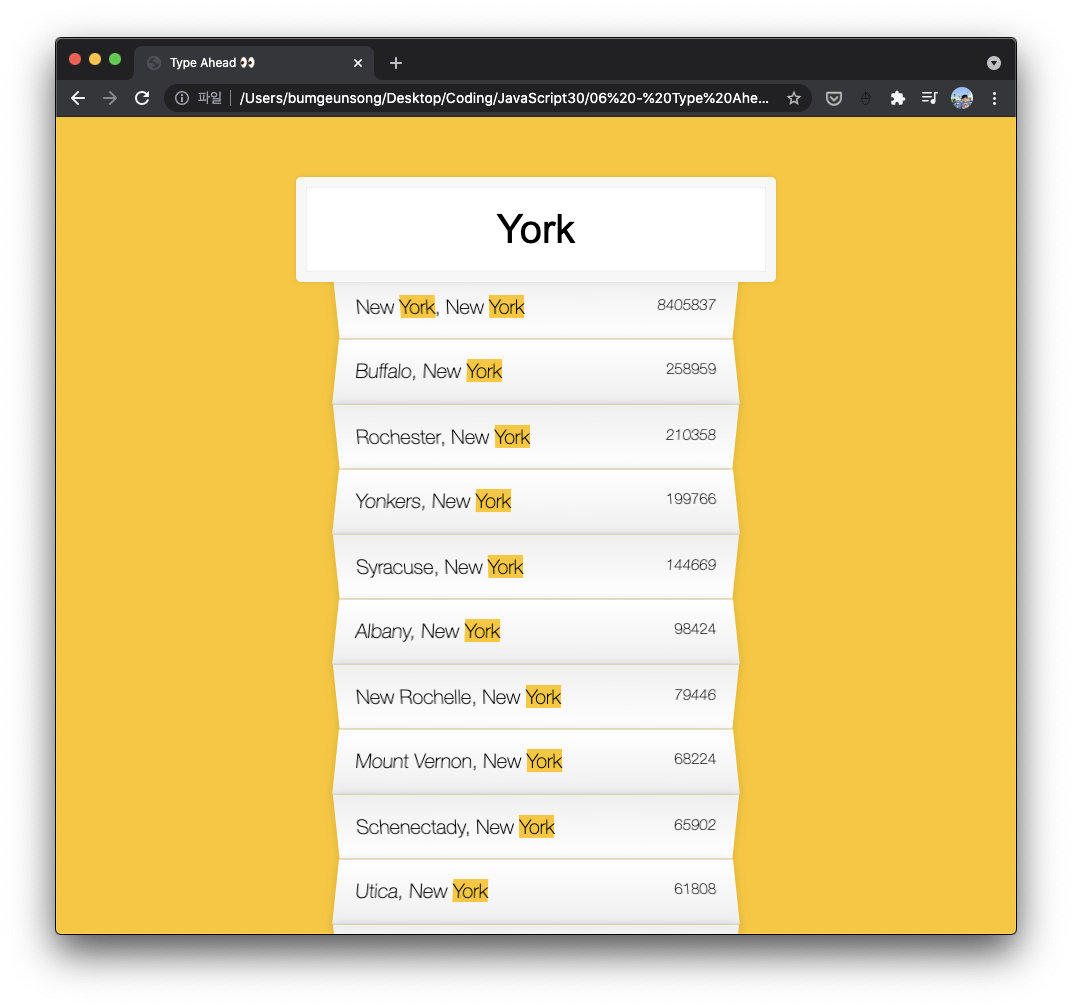 Type Ahead 👀
파일 /Users/bumgeunsong/Desktop/Coding/JavaScript30/06%20-%20Type%20Ahe...
York
New York, New York 8405837
Buffalo, New York 258959
Rochester, New York 210358
Yonkers, New York 199766
Syracuse, New York 144669
Albany, New York 98424
New Rochelle, New York 79446
Mount Vernon, New York 68224
Schenectady, New York 65902
Utica, New York 61808